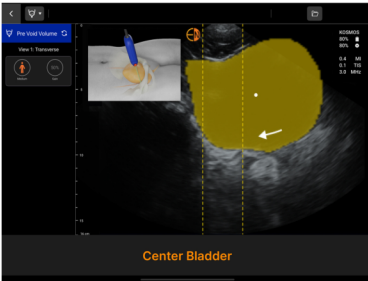 Pre Void Volume
View 1: Transverse
KOSMOS
80%
80%
0.4 MI
0.1 TIS
3.0 MHz
Center Bladder